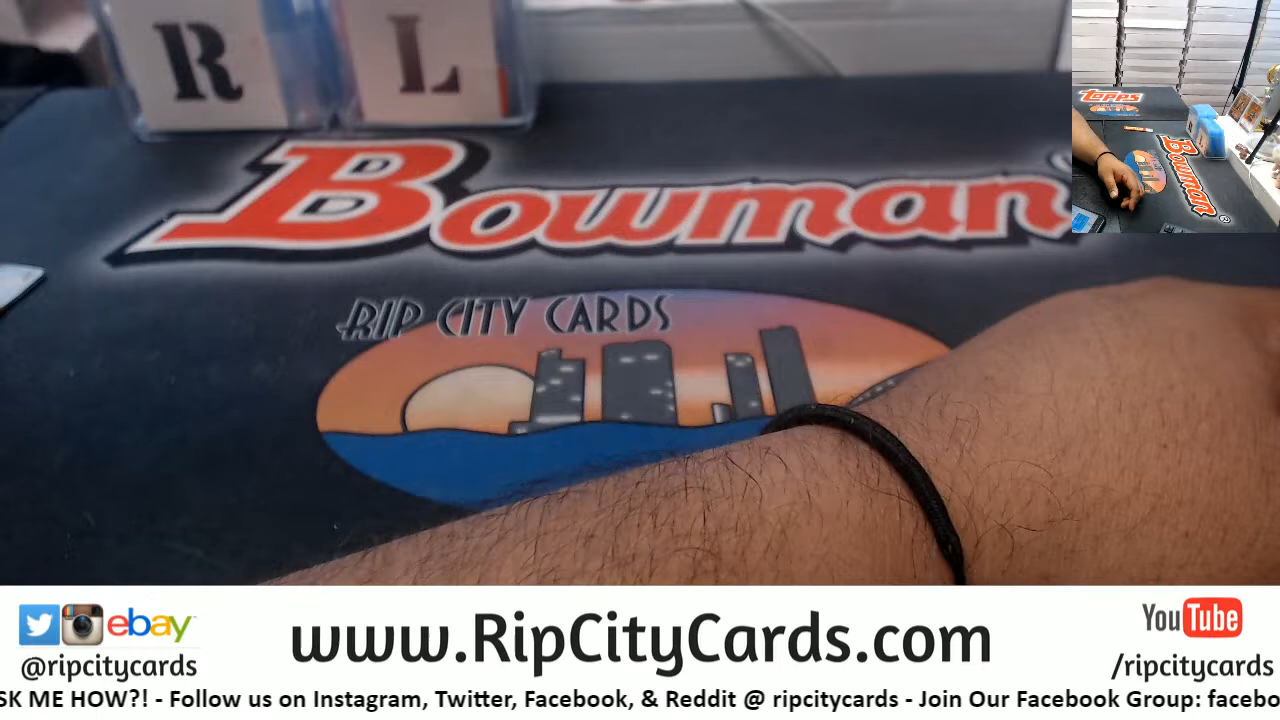 R L
Bowman
RIP CITY CARDS
TOPPS
Bowman®
ebay
@ripcitycards
www.RipCityCards.com
YouTube
/ripcitycards
SK ME HOW?! - Follow us on Instagram, Twitter, Facebook, & Reddit @ ripcitycards - Join Our Facebook Group: facebo